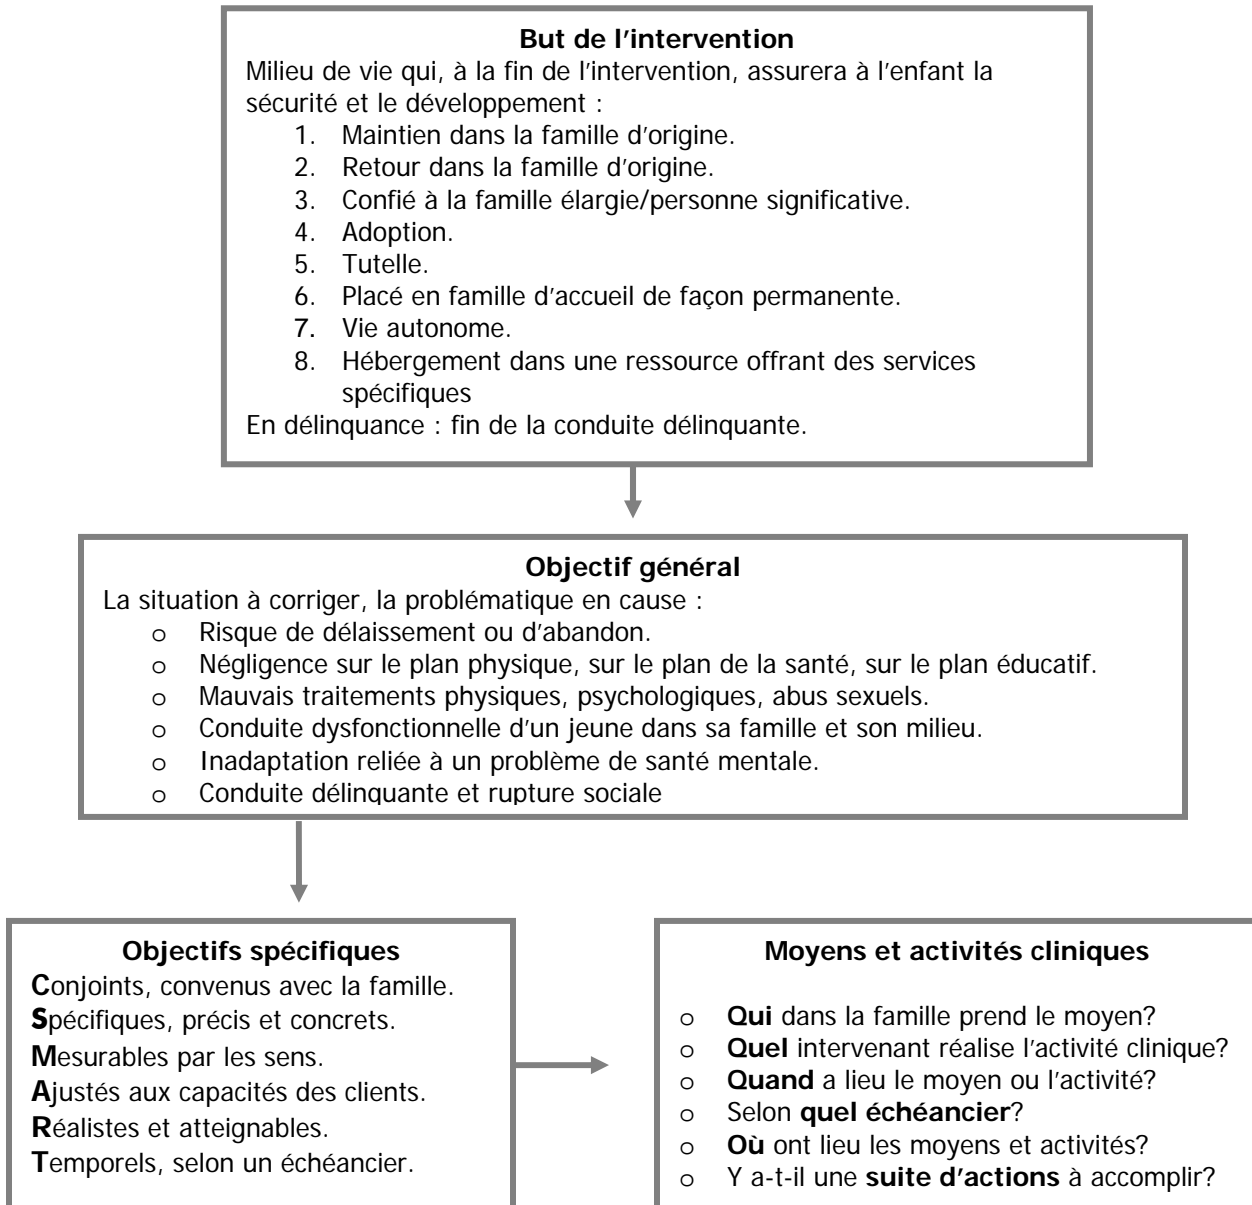 But de l'intervention
Milieu de vie qui, à la fin de l'intervention, assurera à l'enfant la
sécurité et le développement :
1. Maintien dans la famille d'origine.
2. Retour dans la famille d'origine.
3. Confié à la famille élargie/personne significative.
4. Adoption.
5. Tutelle.
6. Placé en famille d'accueil de façon permanente.
7. Vie autonome.
8. Hébergement dans une ressource offrant des services
spécifiques
En délinquance : fin de la conduite délinquante.
Objectif général
La situation à corriger, la problématique en cause :
o Risque de délaissement ou d'abandon.
o Négligence sur le plan physique, sur le plan de la santé, sur le plan éducatif.
o Mauvais traitements physiques, psychologiques, abus sexuels.
o Conduite dysfonctionnelle d'un jeune dans sa famille et son milieu.
o Inadaptation reliée à un problème de santé mentale.
o Conduite délinquante et rupture sociale
Objectifs spécifiques
Conjoints, convenus avec la famille.
Spécifiques, précis et concrets.
Mesurables par les sens.
Ajustés aux capacités des clients.
Réalistes et atteignables.
Temporels, selon un échéancier.
Moyens et activités cliniques
o Qui dans la famille prend le moyen?
o Quel intervenant réalise l'activité clinique?
o Quand a lieu le moyen ou l'activité?
o Selon quel échéancier?
o Où ont lieu les moyens et activités?
o Y a-t-il une suite d'actions à accomplir?